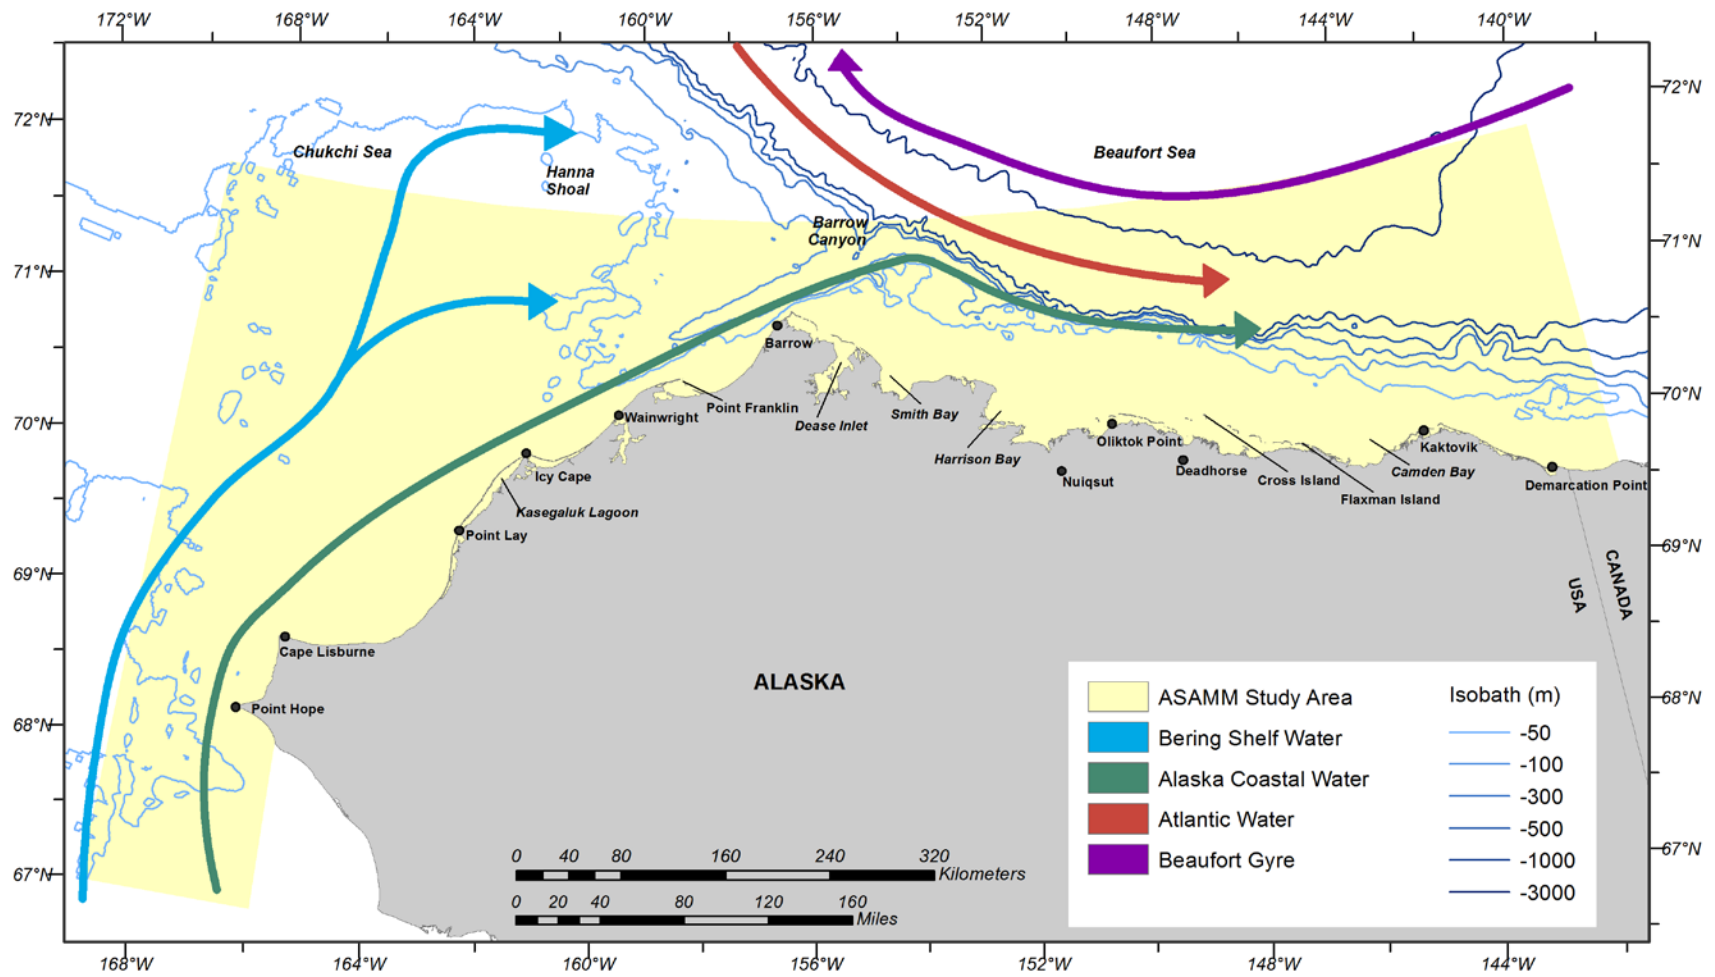 172°W 168°W 164°W 160°W 156°W 152°W 148°W 144°W 140°W
72°N
72°N
Chukchi Sea
Beaufort Sea
Hanna
Shoal
Barrow
Canyon
71°N
71°N
Barrow
70°N
70°N
Point Franklin
Wainwright
Smith Bay
Dease Inlet
Harrison Bay
Oliktok Point
Kaktovik
Nuiqsut
Deadhorse
Camden Bay
Cross Island
Flaxman Island
Demarcation Point
Icy Cape
Kasegaluk Lagoon
Point Lay
69°N
69°N
USA
CANADA
Cape Lisburne
Point Hope
ALASKA
68°N
68°N
67°N
67°N
ASAMM Study Area
Bering Shelf Water
Alaska Coastal Water
Atlantic Water
Beaufort Gyre
Isobath (m)
-50
-100
-300
-500
-1000
-3000
0 40 80 160 240 320
Kilometers
0 20 40 80 120 160
Miles
168°W 164°W 160°W 156°W 152°W 148°W 144°W